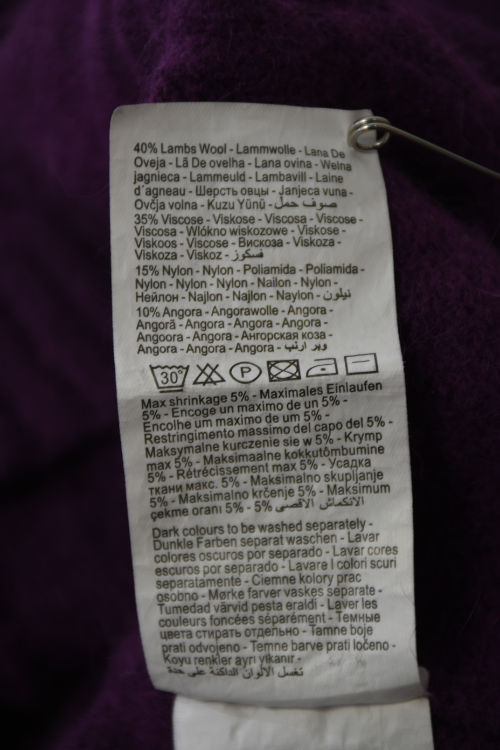 40% Lambs Wool - Lammwolle - Lana De
Oveja - Lã De ovelha - Lana ovina - Welna
jagnieca - Lammeuld - Lambavill - Laine
d´agneau - Шерсть овцы - Janjeca vuna -
Ovčja volna - Kuzu Yünü - صوف حمل
35% Viscose - Viskose - Viscosa - Viscose -
Viscosa - Wlókno wiskozowe - Viskose -
Viskoos - Viscose - Вискоза - Viskoza -
Viskoza - Viskoz - فسكوز
15% Nylon - Nylon - Poliamida - Poliamida -
Nylon - Nylon - Nylon - Nailon - Nylon -
Нейлон - Najlon - Najlon - Naylon - نيلون
10% Angora - Angorawolle - Angora -
Angorã - Angora - Angora - Angora -
Angoora - Angora - Ангорская коза -
Angora - Angora - Angora - وبر ارنب
30° P
Max shrinkage 5% - Maximales Einlaufen
5% - Encoge un maximo de un 5% -
Encolhe um maximo de um 5% -
Restringimento massimo del capo del 5% -
Maksymalne kurczenie sie w 5% - Krymp
max 5% - Maksimaalne kokkutõmbumine
5% - Rétrécissement max 5% - Усадка
ткани макс. 5% - Maksimalno skupljanje
5% - Maksimalno krčenje 5% - Maksimum
çekme oranı 5% - 5% الانكماش الاقصى
Dark colours to be washed separately -
Dunkle Farben separat waschen - Lavar
colores oscuros por separado - Lavar cores
escuros por separado - Lavare I colori scuri
separatamente - Ciemne kolory prac
osobno - Mørke farver vaskes separate -
Tumedad värvid pesta eraldi - Laver les
couleurs foncées séparément - Темные
цвета стирать отдельно - Tamne boje
prati odvojeno - Temne barve prati ločeno -
Koyu renkler ayrı yıkanır -
تغسل الالوان الداكنة على حدة